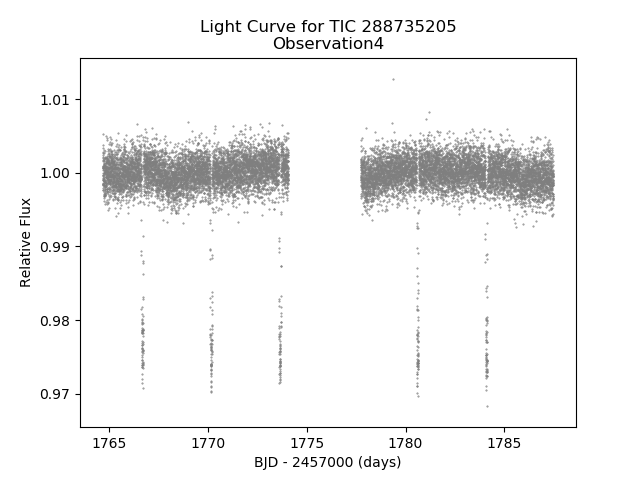 Light Curve for TIC 288735205
Observation4
1.01
1.00
0.99
0.98
0.97
Relative Flux
1765 1770 1775 1780 1785
BJD - 2457000 (days)